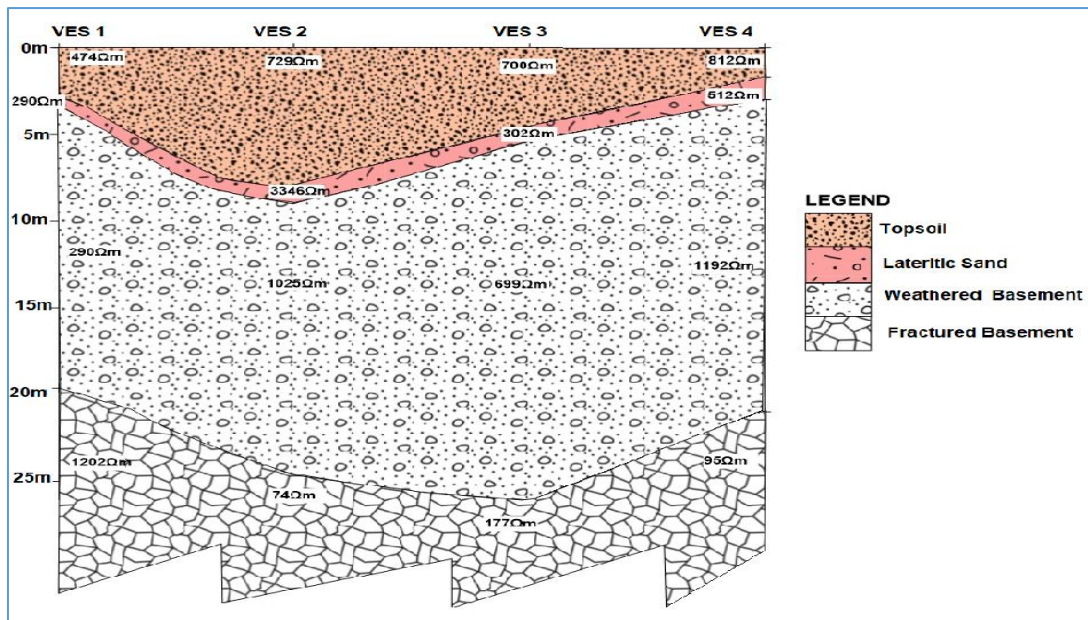 VES 1 VES 2 VES 3 VES 4
0m
474Ωm 729Ωm 700Ωm 812Ωm
290Ωm 512Ωm
5m 302Ωm
3346Ωm
10m
290Ωm 1192Ωm
1025Ωm 699Ωm
15m
20m
1202Ωm 95Ωm
25m
74Ωm
177Ωm
LEGEND
Topsoil
Lateritic Sand
Weathered Basement
Fractured Basement